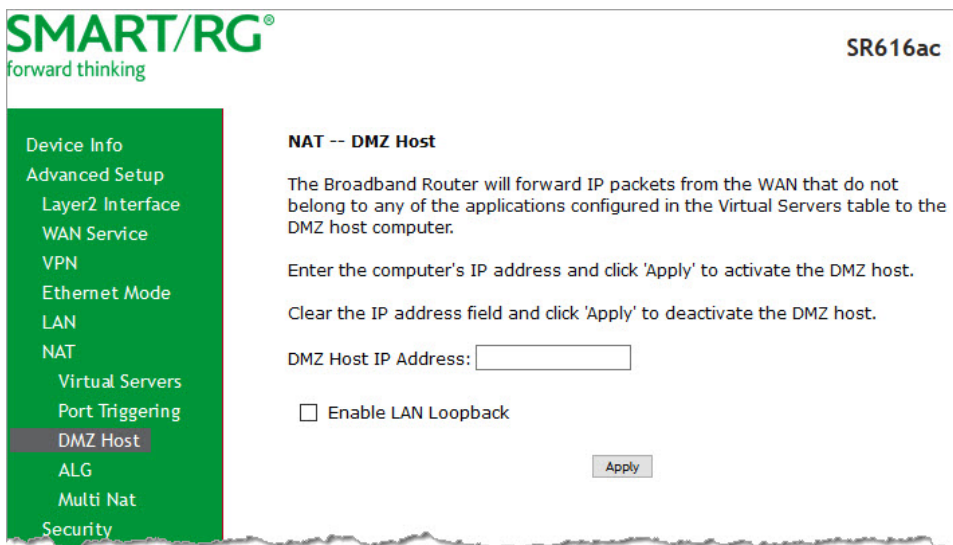 SMART/RG®
forward thinking
SR616ac
Device Info
Advanced Setup
Layer2 Interface
WAN Service
VPN
Ethernet Mode
LAN
NAT
Virtual Servers
Port Triggering
DMZ Host
ALG
Multi Nat
Security
NAT -- DMZ Host
The Broadband Router will forward IP packets from the WAN that do not
belong to any of the applications configured in the Virtual Servers table to the
DMZ host computer.
Enter the computer's IP address and click 'Apply' to activate the DMZ host.
Clear the IP address field and click 'Apply' to deactivate the DMZ host.
DMZ Host IP Address:
Enable LAN Loopback
Apply